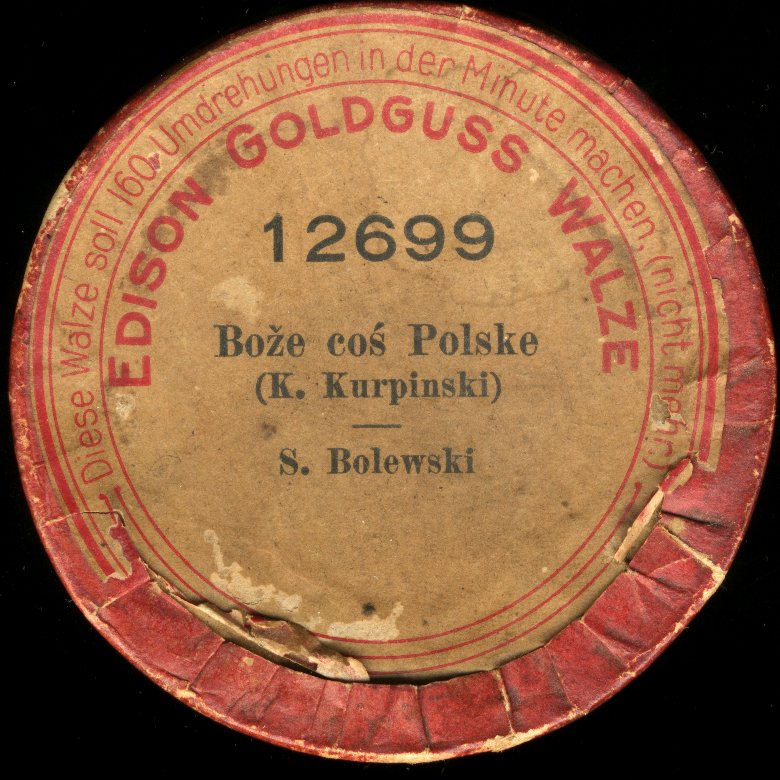 Diese Walze soll 160 Umdrehungen in der Minute machen, (nicht mehr.)
EDISON GOLDGUSS WALZE
12699
Bože coś Polske
(K. Kurpinski)
S. Bolewski